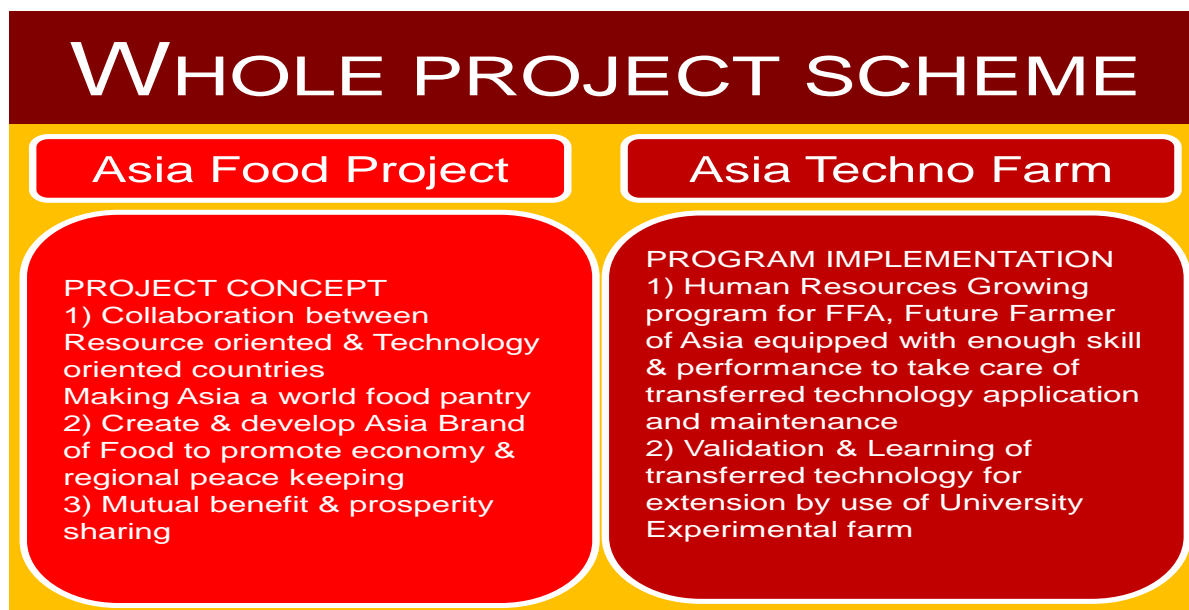 WHOLE PROJECT SCHEME
Asia Food Project
PROJECT CONCEPT
1) Collaboration between
Resource oriented & Technology
oriented countries
Making Asia a world food pantry
2) Create & develop Asia Brand
of Food to promote economy &
regional peace keeping
3) Mutual benefit & prosperity
sharing
Asia Techno Farm
PROGRAM IMPLEMENTATION
1) Human Resources Growing
program for FFA, Future Farmer
of Asia equipped with enough skill
& performance to take care of
transferred technology application
and maintenance
2) Validation & Learning of
transferred technology for
extension by use of University
Experimental farm